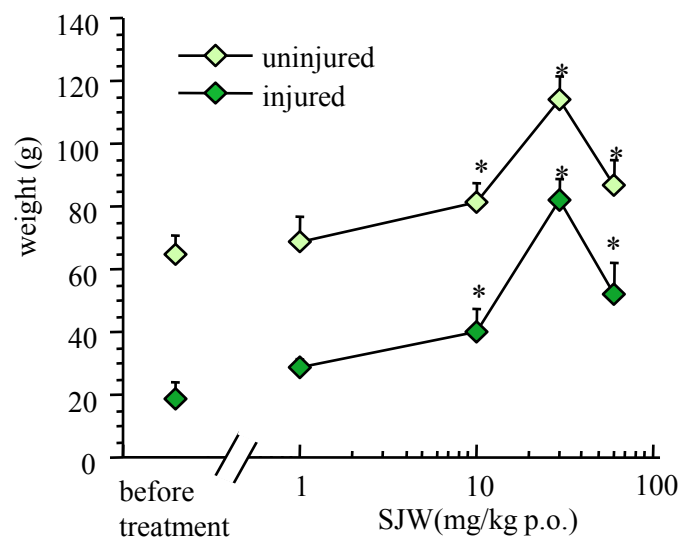 140
120
100
80
60
40
20
0
weight (g)
uninjured
injured
*
*
*
*
*
*
before
treatment
1
10
100
SJW(mg/kg p.o.)